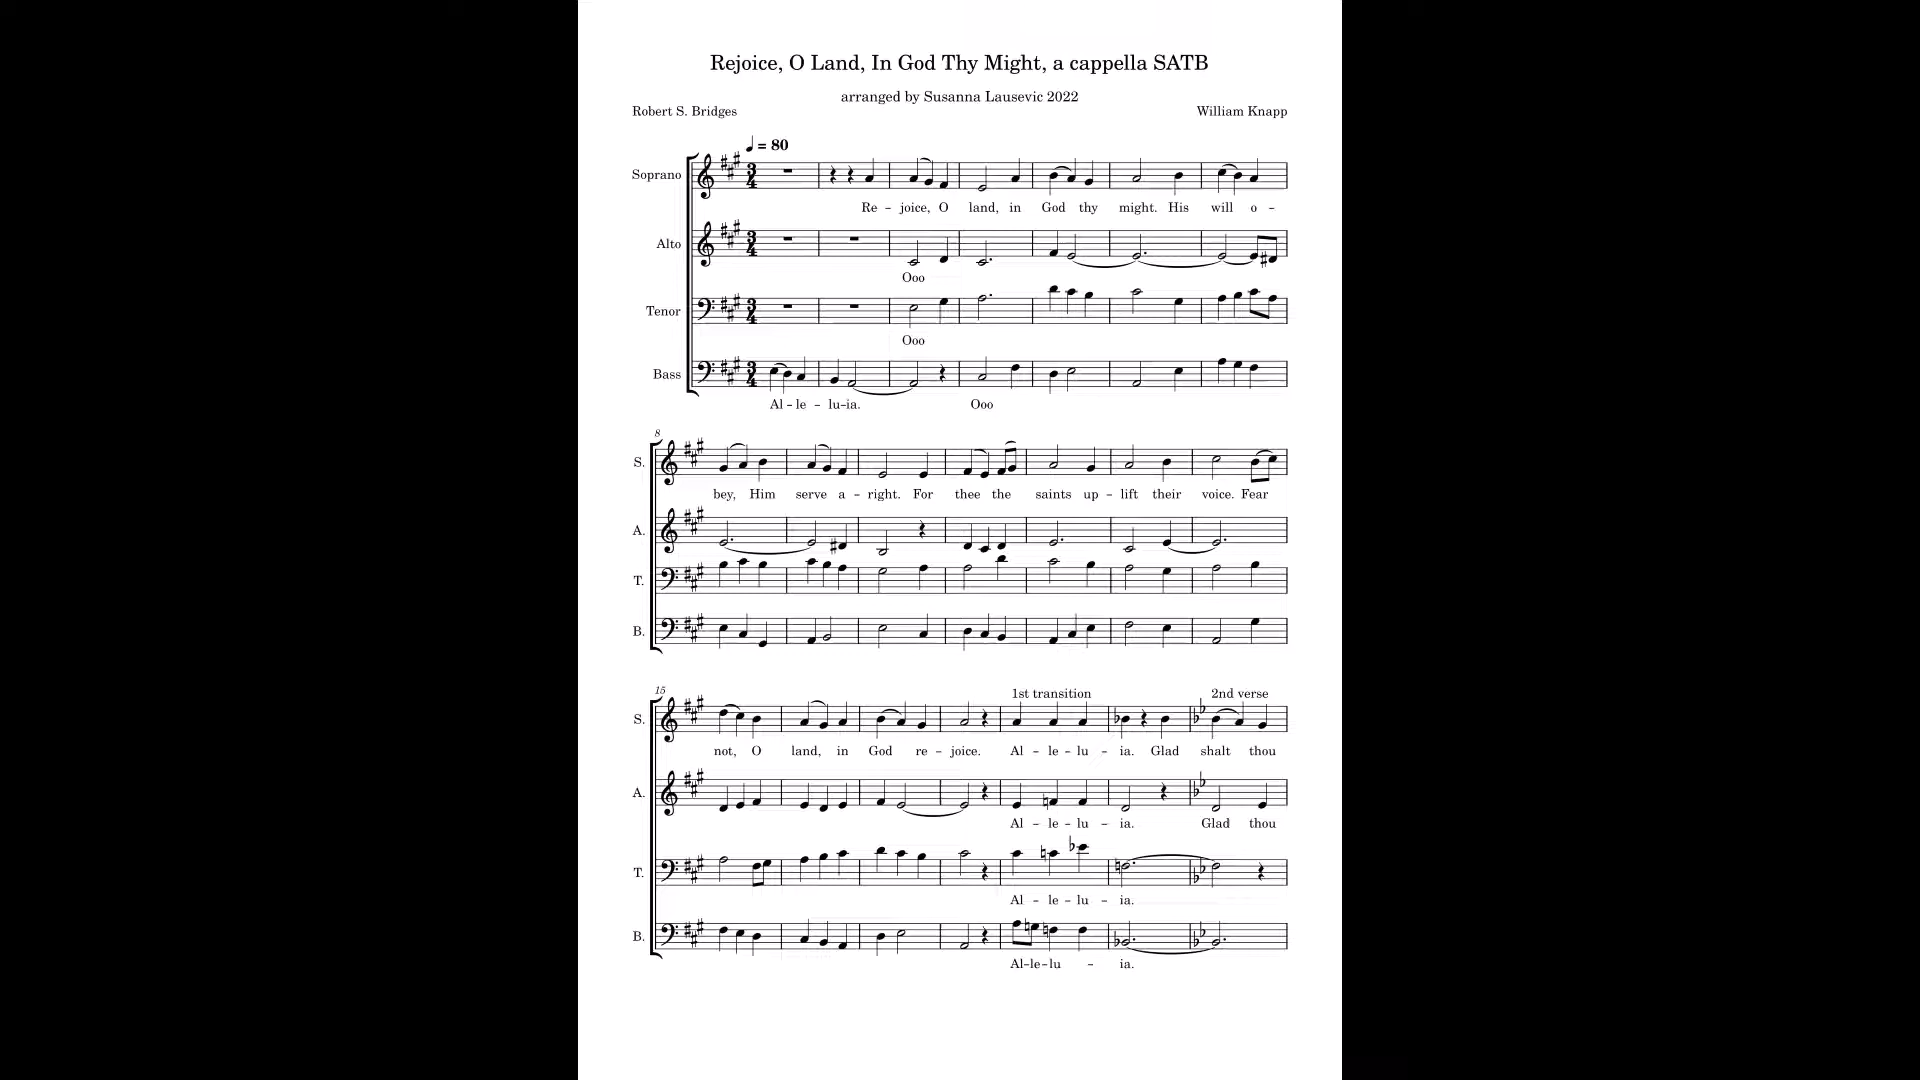 Rejoice, O Land, In God Thy Might, a cappella SATB
arranged by Susanna Lausevic 2022
Robert S. Bridges
William Knapp
= 80
Soprano
Re - joice, O land, in God thy might. His will o -
Alto
Ooo
Tenor
Ooo
Bass
Al - le - lu-ia. Ooo
8
S.
bey, Him serve a - right. For thee the saints up - lift their voice. Fear
A.
T.
B.
15
1st transition
2nd verse
S.
not, O land, in God re - joice. Al - le - lu - ia. Glad shalt thou
A.
Al - le - lu - ia. Glad thou
T.
Al - le - lu - ia.
B.
Al-le-lu - ia.